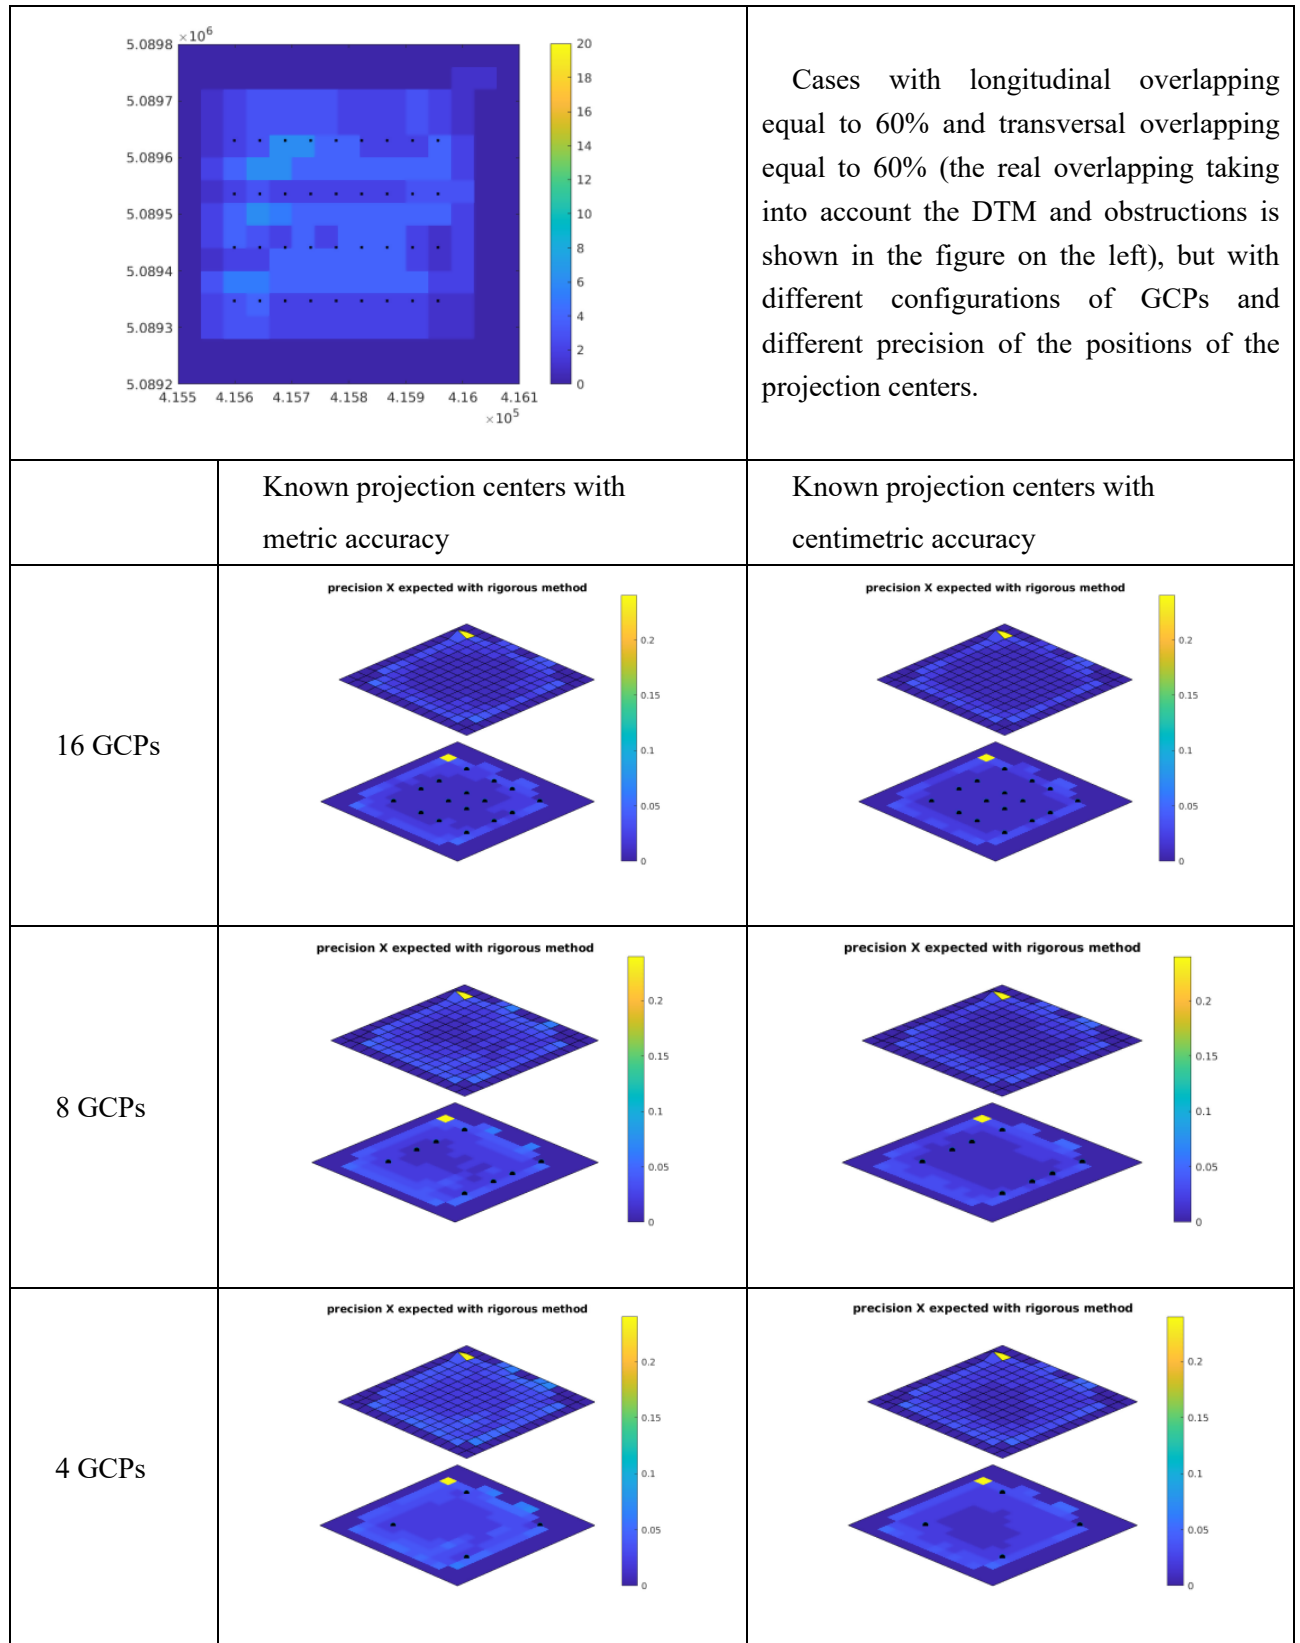 ×10⁶
5.0898
5.0897
5.0896
5.0895
5.0894
5.0893
5.0892
4.155 4.156 4.157 4.158 4.159 4.16 4.161
×10⁵
20
18
16
14
12
10
8
6
4
2
0
Cases with longitudinal overlapping
equal to 60% and transversal overlapping
equal to 60% (the real overlapping taking
into account the DTM and obstructions is
shown in the figure on the left), but with
different configurations of GCPs and
different precision of the positions of the
projection centers.
Known projection centers with
metric accuracy
Known projection centers with
centimetric accuracy
16 GCPs
precision X expected with rigorous method
0.2
0.15
0.1
0.05
0
precision X expected with rigorous method
0.2
0.15
0.1
0.05
0
8 GCPs
precision X expected with rigorous method
0.2
0.15
0.1
0.05
0
precision X expected with rigorous method
0.2
0.15
0.1
0.05
0
4 GCPs
precision X expected with rigorous method
0.2
0.15
0.1
0.05
0
precision X expected with rigorous method
0.2
0.15
0.1
0.05
0